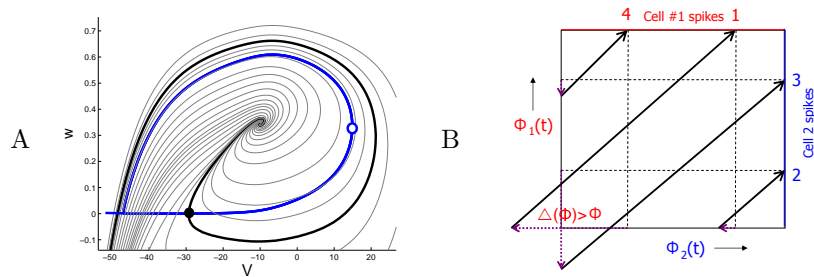 A
0.7
0.6
0.5
0.4
0.3
0.2
0.1
0
−0.1
w
−50 −40 −30 −20 −10 0 10 20
V
B
4 Cell #1 spikes 1
Φ1(t)
3
Cell 2 spikes
2
△(Φ)>Φ
Φ2(t)